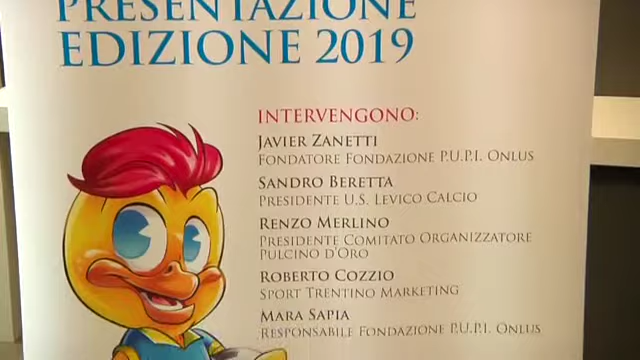 PRESENTAZIONE
EDIZIONE 2019
INTERVENGONO:
JAVIER ZANETTI
FONDATORE FONDAZIONE P.U.P.I. ONLUS
SANDRO BERETTA
PRESIDENTE U.S. LEVICO CALCIO
RENZO MERLINO
PRESIDENTE COMITATO ORGANIZZATORE
PULCINO D'ORO
ROBERTO COZZIO
SPORT TRENTINO MARKETING
MARA SAPIA
RESPONSABILE FONDAZIONE P.U.P.I. ONLUS